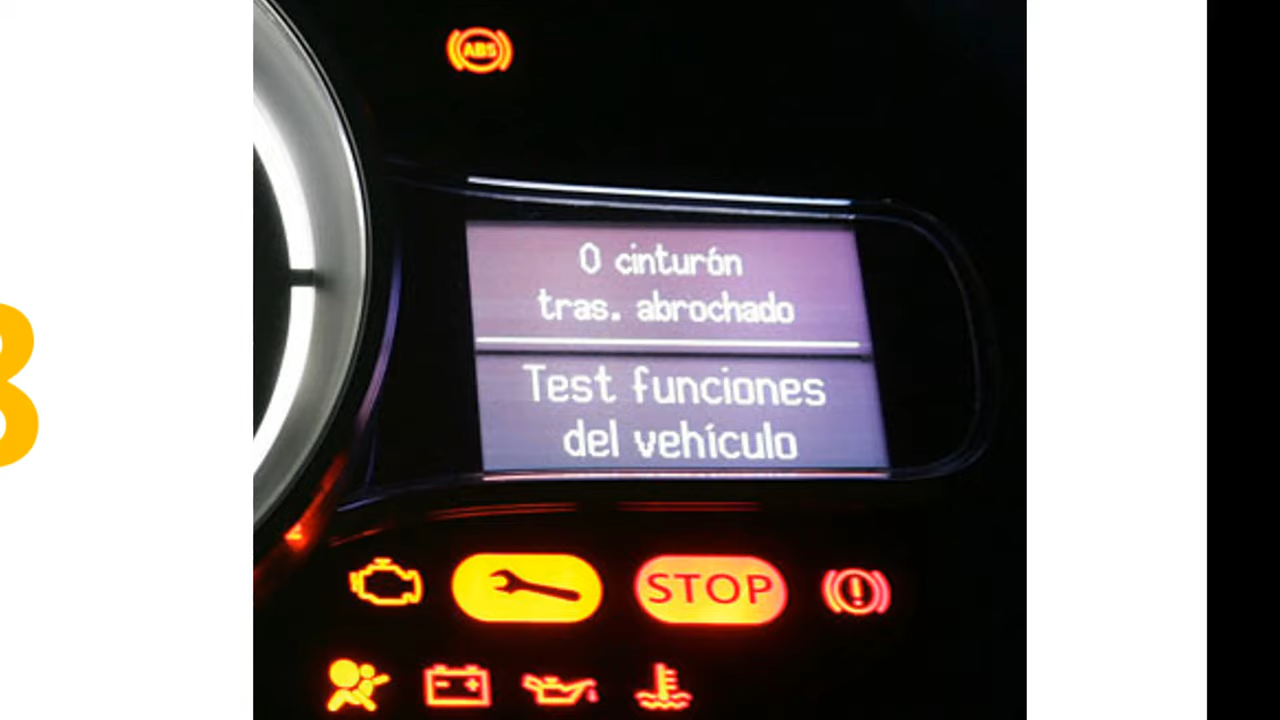 ABS
0 cinturón
tras. abrochado
Test funciones
del vehículo
STOP